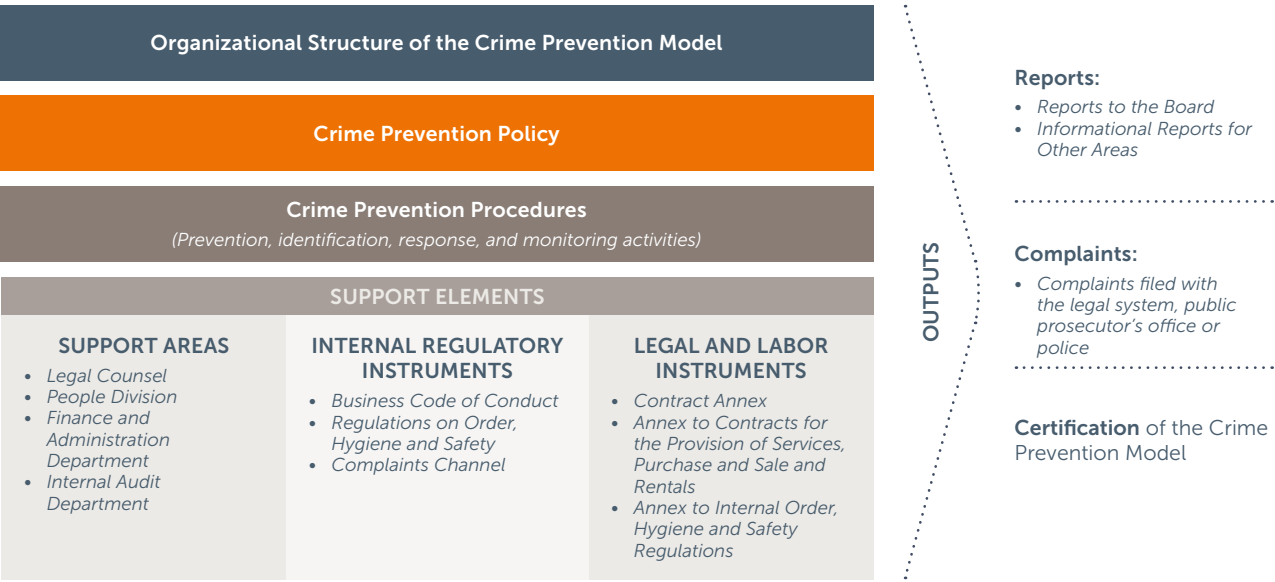 Organizational Structure of the Crime Prevention Model
Crime Prevention Policy
Crime Prevention Procedures
(Prevention, identification, response, and monitoring activities)
SUPPORT ELEMENTS
SUPPORT AREAS
• Legal Counsel
• People Division
• Finance and
Administration
Department
• Internal Audit
Department
INTERNAL REGULATORY
INSTRUMENTS
• Business Code of Conduct
• Regulations on Order,
Hygiene and Safety
• Complaints Channel
LEGAL AND LABOR
INSTRUMENTS
• Contract Annex
• Annex to Contracts for
the Provision of Services,
Purchase and Sale and
Rentals
• Annex to Internal Order,
Hygiene and Safety
Regulations
OUTPUTS
Reports:
• Reports to the Board
• Informational Reports for
Other Areas
Complaints:
• Complaints filed with
the legal system, public
prosecutor's office or
police
Certification of the Crime
Prevention Model